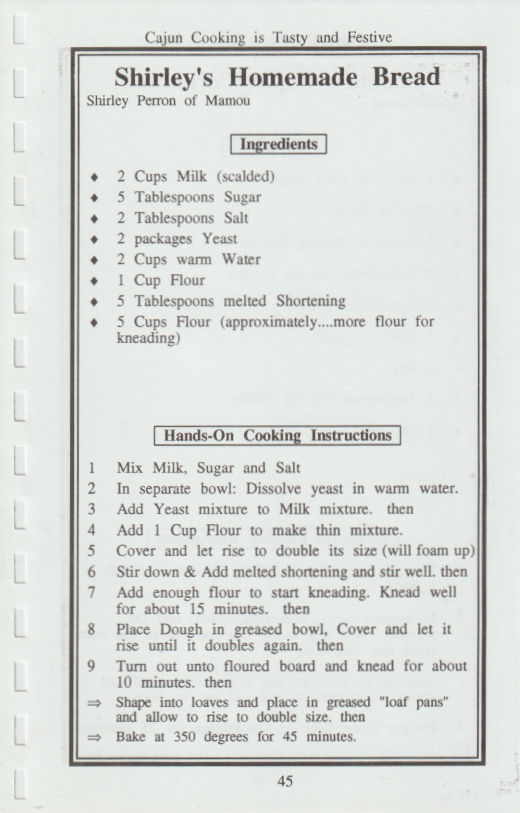 Cajun Cooking is Tasty and Festive
Shirley's Homemade Bread
Shirley Perron of Mamou
Ingredients
♦ 2 Cups Milk (scalded)
♦ 5 Tablespoons Sugar
♦ 2 Tablespoons Salt
♦ 2 packages Yeast
♦ 2 Cups warm Water
♦ 1 Cup Flour
♦ 5 Tablespoons melted Shortening
♦ 5 Cups Flour (approximately....more flour for
kneading)
Hands-On Cooking Instructions
1 Mix Milk, Sugar and Salt
2 In separate bowl: Dissolve yeast in warm water.
3 Add Yeast mixture to Milk mixture. then
4 Add 1 Cup Flour to make thin mixture.
5 Cover and let rise to double its size (will foam up)
6 Stir down & Add melted shortening and stir well. then
7 Add enough flour to start kneading. Knead well
for about 15 minutes. then
8 Place Dough in greased bowl, Cover and let it
rise until it doubles again. then
9 Turn out unto floured board and knead for about
10 minutes. then
⇒ Shape into loaves and place in greased "loaf pans"
and allow to rise to double size. then
⇒ Bake at 350 degrees for 45 minutes.
45